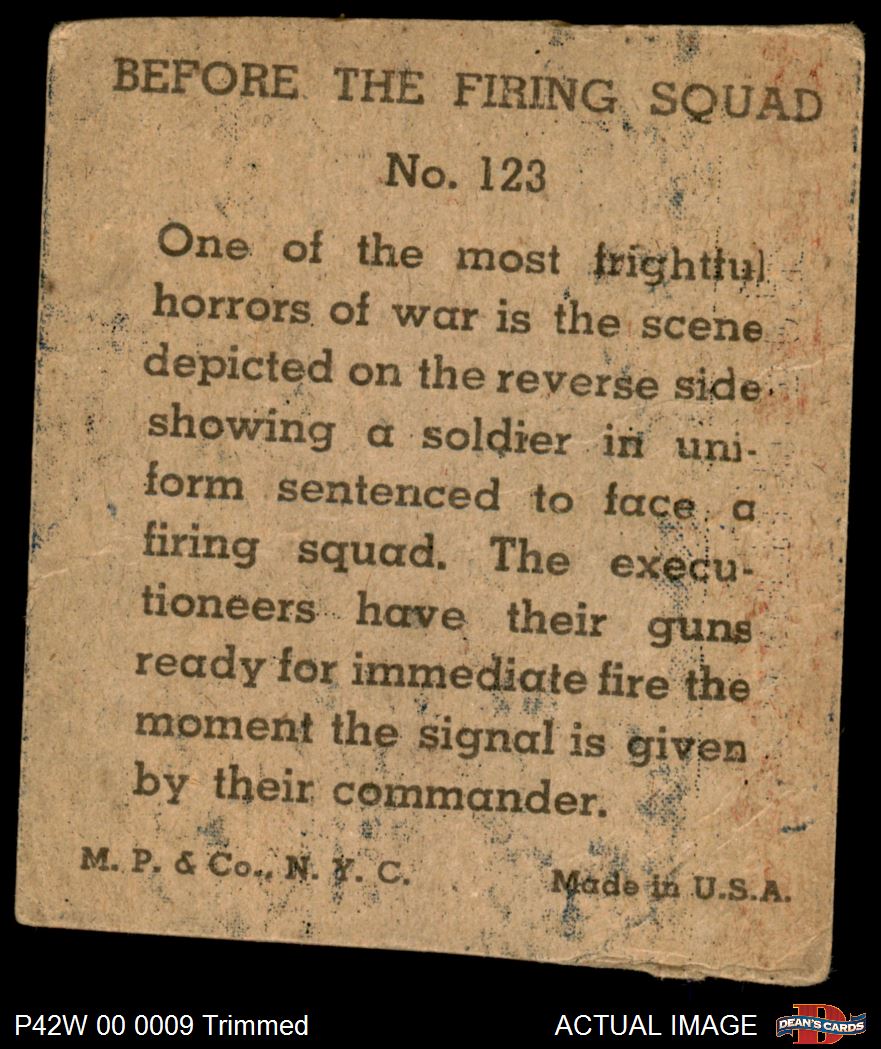 BEFORE THE FIRING SQUAD
No. 123
One of the most frightful
horrors of war is the scene
depicted on the reverse side
showing a soldier in uni-
form sentenced to face a
firing squad. The execu-
tioneers have their guns
ready for immediate fire the
moment the signal is given
by their commander.
M. P. & Co., N. Y. C. Made in U.S.A.
P42W 00 0009 Trimmed ACTUAL IMAGE
DEAN'S CARDS